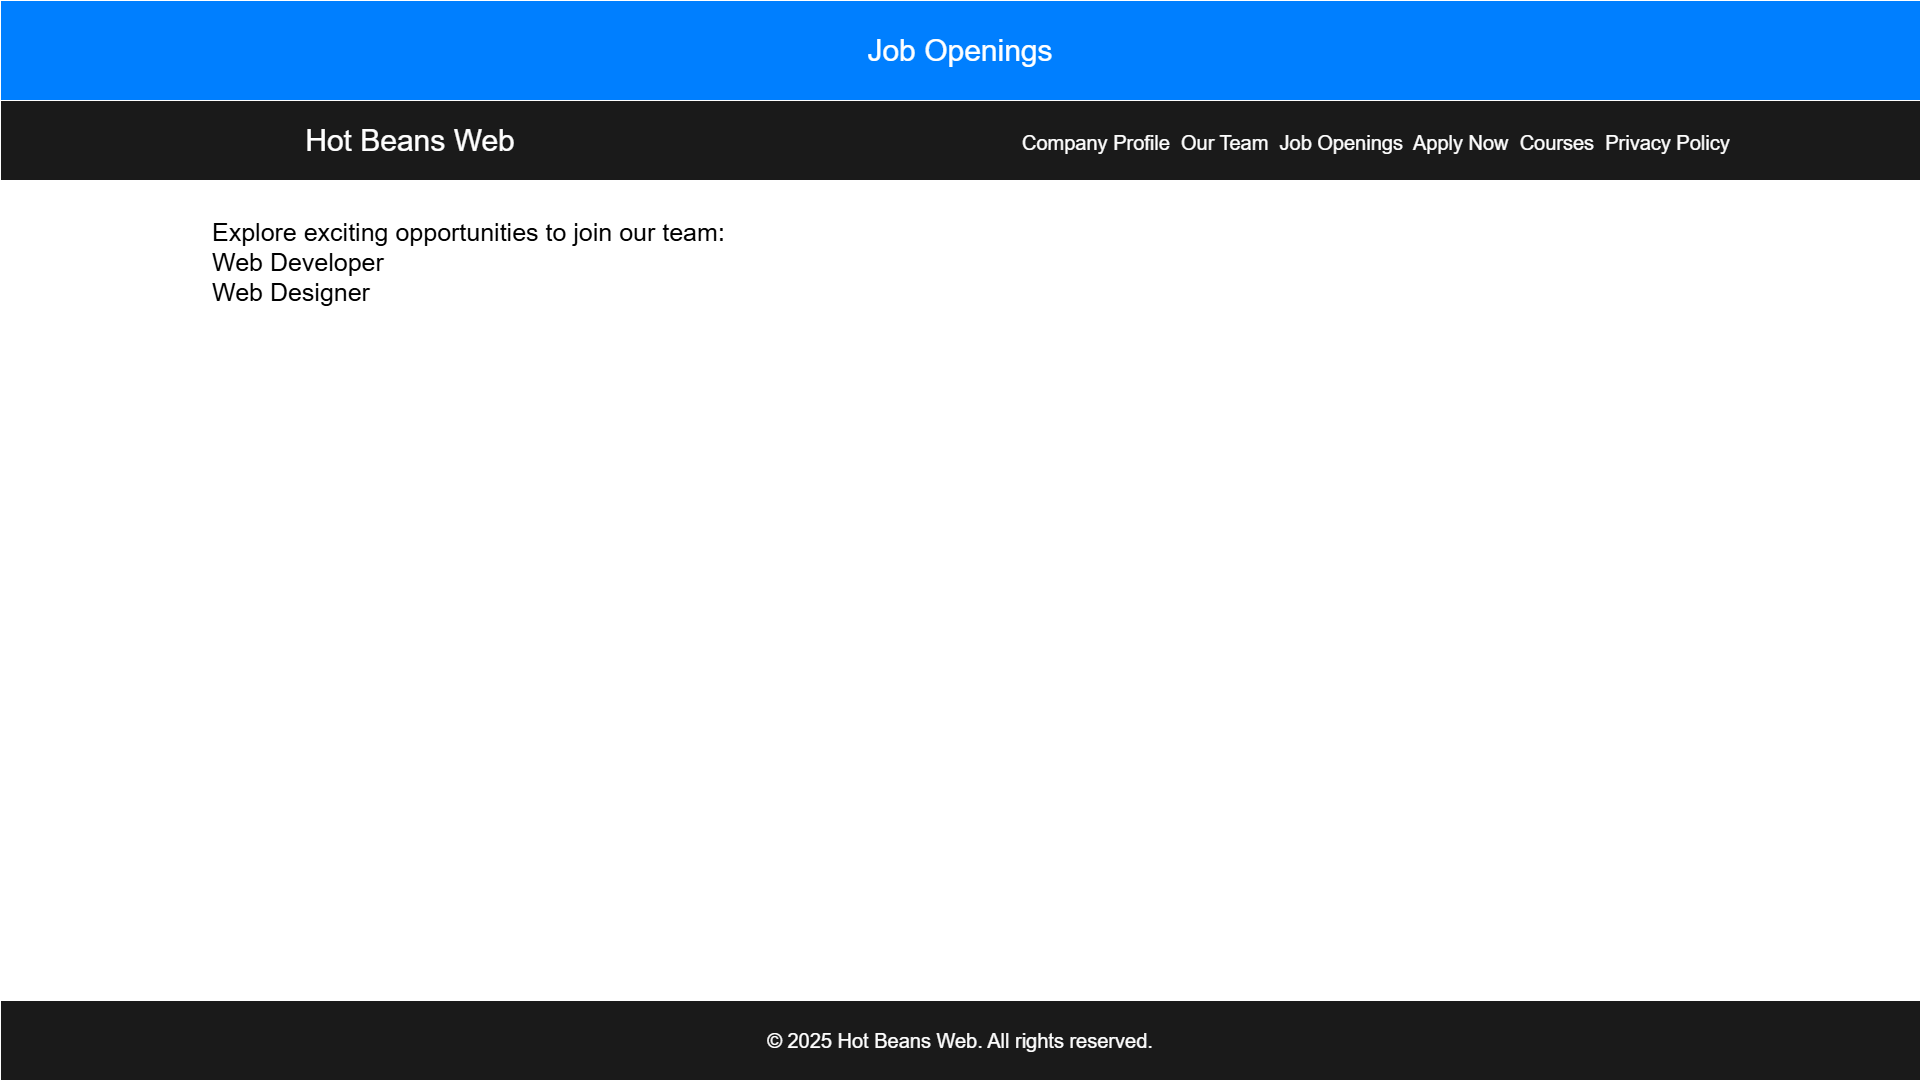 Job Openings
Hot Beans Web
Company Profile Our Team Job Openings Apply Now Courses Privacy Policy
Explore exciting opportunities to join our team:
Web Developer
Web Designer
© 2025 Hot Beans Web. All rights reserved.